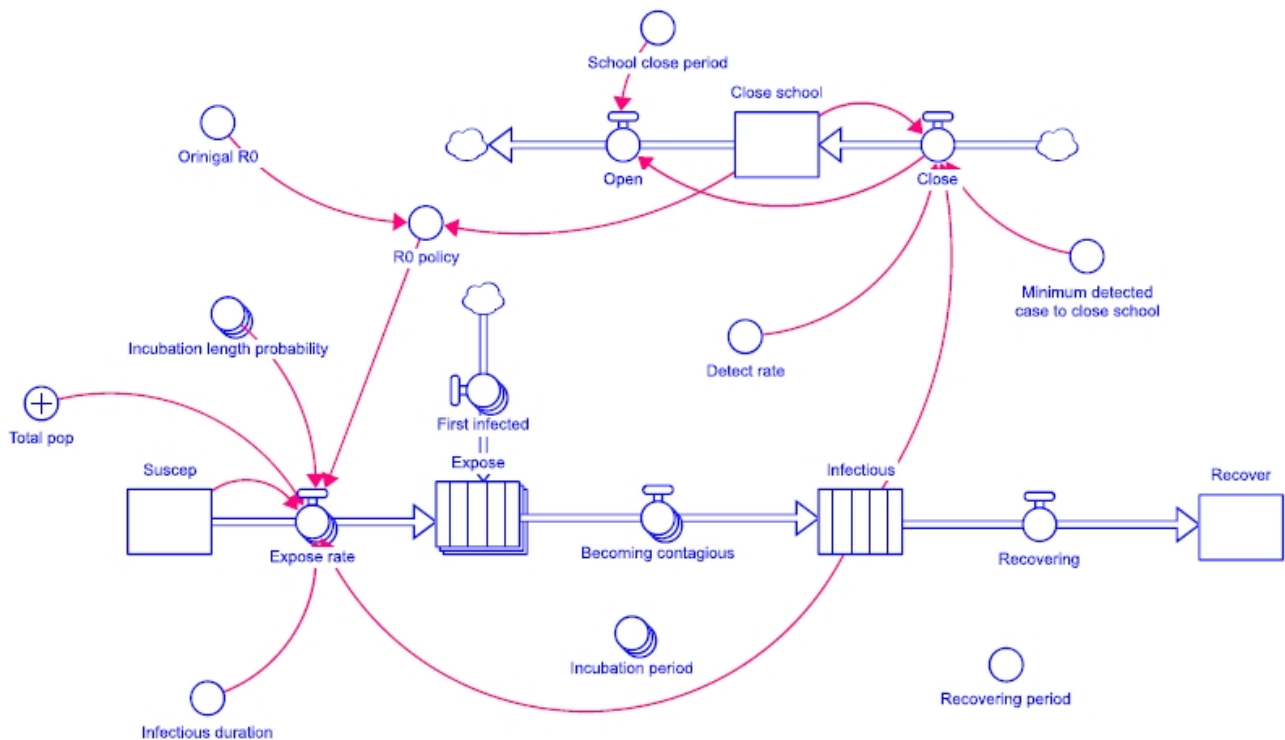 School close period
Close school
Orinigal R0
Open
Close
R0 policy
Minimum detected
case to close school
Incubation length probability
Detect rate
Total pop
First infected
Suscep
Expose
Infectious
Recover
Expose rate
Becoming contagious
Recovering
Incubation period
Recovering period
Infectious duration